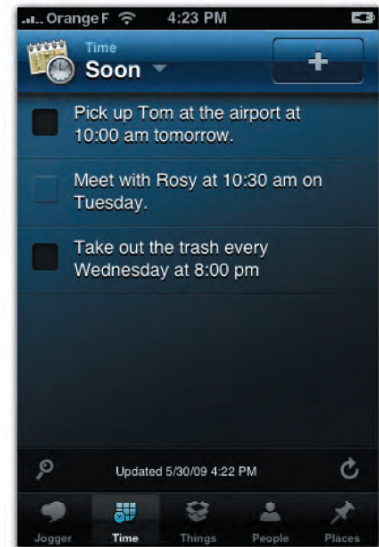 Orange F 4:23 PM
Time
Soon
Pick up Tom at the airport at
10:00 am tomorrow.
Meet with Rosy at 10:30 am on
Tuesday.
Take out the trash every
Wednesday at 8:00 pm
Updated 5/30/09 4:22 PM
Jogger Time Things People Places